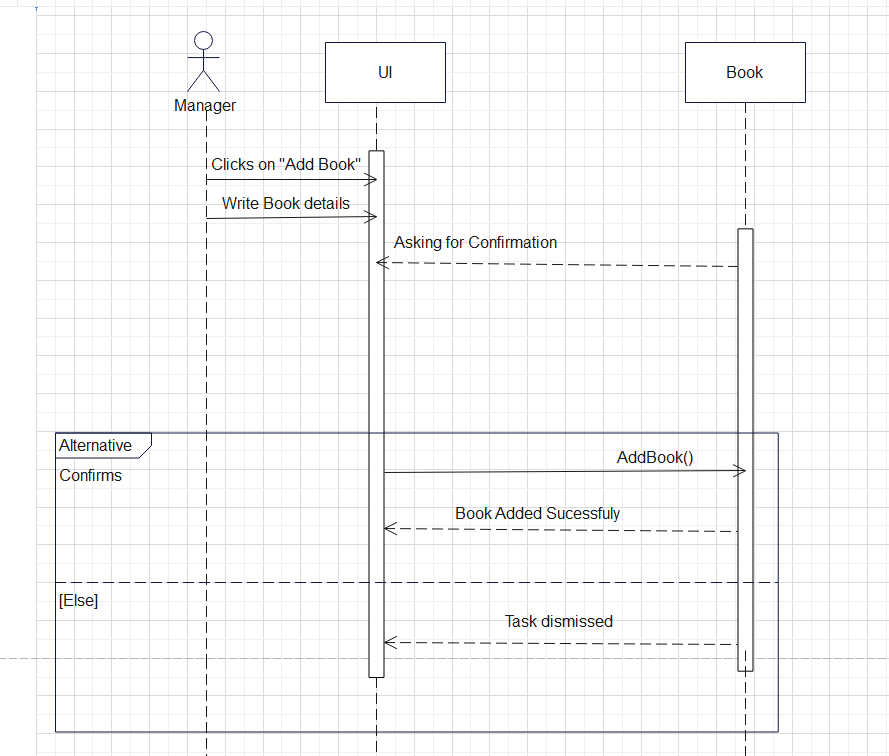 Manager
UI
Book
Clicks on "Add Book"
Write Book details
Asking for Confirmation
Alternative
Confirms
AddBook()
Book Added Sucessfuly
[Else]
Task dismissed